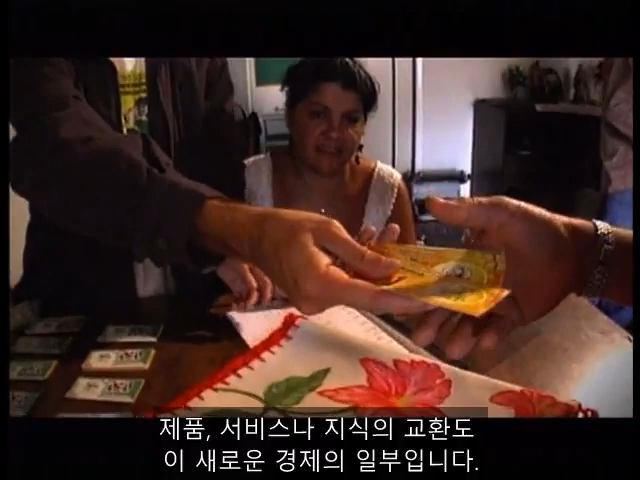 제품, 서비스나 지식의 교환도
이 새로운 경제의 일부입니다.